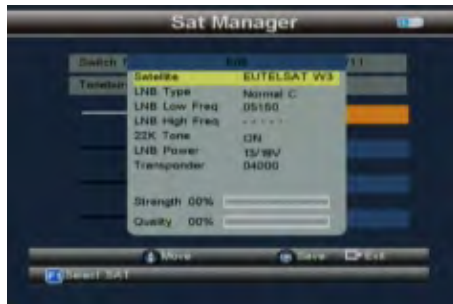 Sat Manager
Switch
Satellite EUTELSAT W3
LNB Type Normal C
LNB Low Freq 05150
LNB High Freq -----
22K Tone ON
LNB Power 13/18V
Transponder 04000
Strength 00%
Quality 00%
Move Save Exit
Select SAT